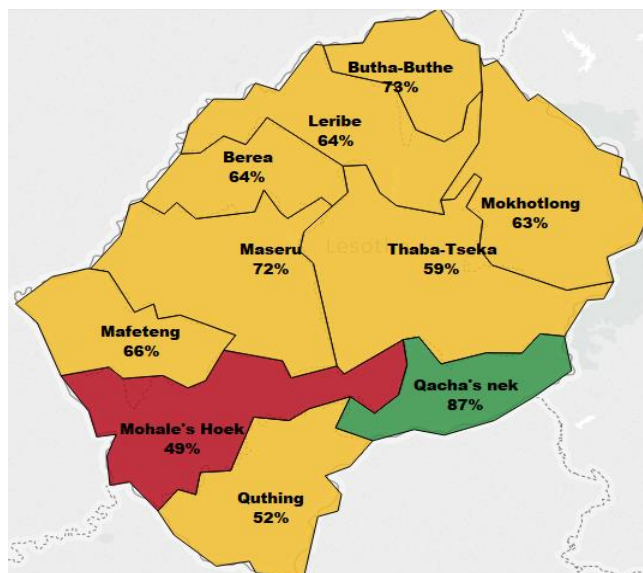 Butha-Buthe
73%
Leribe
64%
Berea
64%
Mokhotlong
63%
Maseru
72%
Lesot
Thaba-Tseka
59%
Mafeteng
66%
Qacha's nek
87%
Mohale's Hoek
49%
Quthing
52%